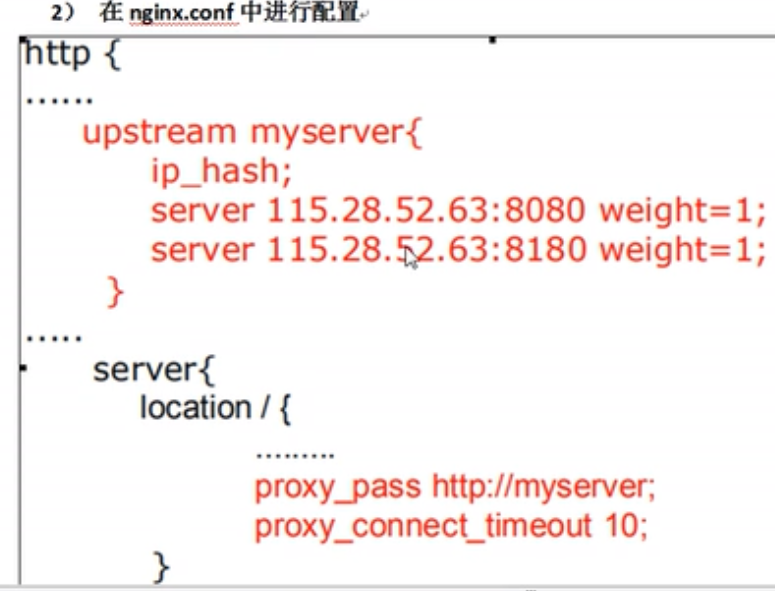 2） 在 nginx.conf 中进行配置
http {
......
upstream myserver{
ip_hash;
server 115.28.52.63:8080 weight=1;
server 115.28.52.63:8180 weight=1;
}
.....
server{
location / {
.........
proxy_pass http://myserver;
proxy_connect_timeout 10;
}